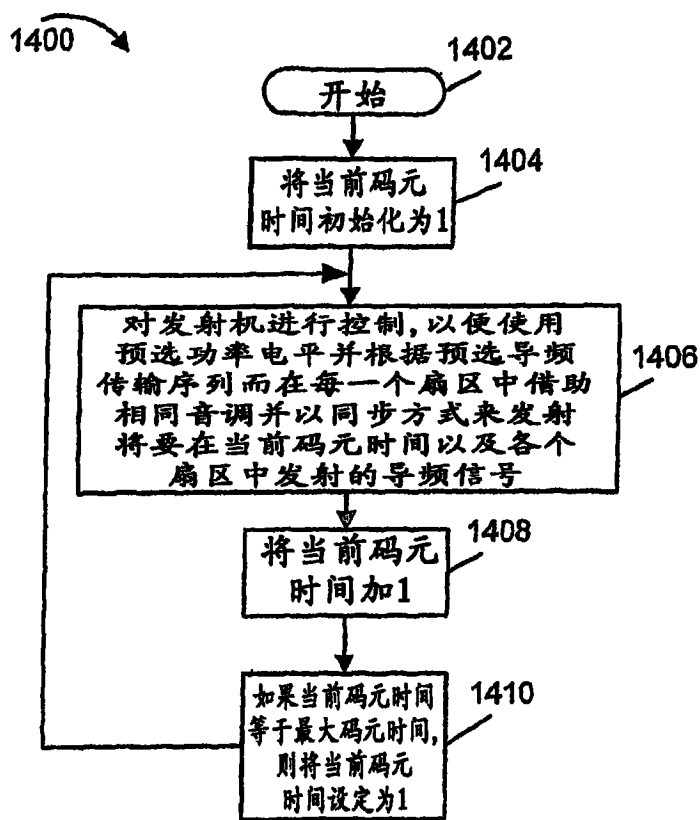 1400
1402
开始
1404
将当前码元
时间初始化为1
1406
对发射机进行控制,以便使用
预选功率电平并根据预选导频
传输序列而在每一个扇区中借助
相同音调并以同步方式来发射
将要在当前码元时间以及各个
扇区中发射的导频信号
1408
将当前码元
时间加1
1410
如果当前码元时间
等于最大码元时间,
则将当前码元
时间设定为1